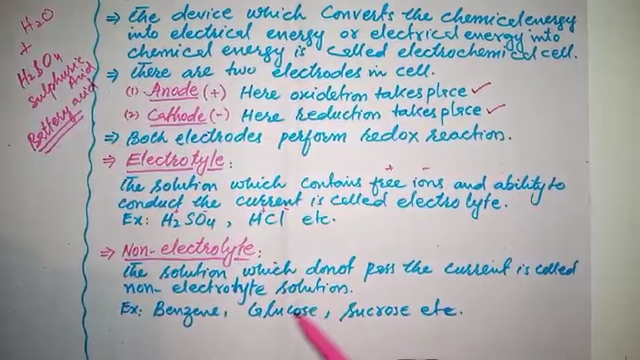 H2O
+
H2SO4
Sulphuric
Acid
Battery acid
⇒ The device which converts the chemical energy
into electrical energy or electrical energy into
chemical energy is called electrochemical cell.
⇒ There are two electrodes in cell.
(1) Anode (+) Here oxidetion takes place ✓
(2) Cathode (-) Here reduction takes place ✓
⇒ Both electrodes perform redox reaction.
⇒ Electrotyle:
+ -
The solution which contains free ions and ability to
conduct the current is called electrolyte.
Ex: H2SO4, HCl etc.
⇒ Non-electrolyte:
The solution which donot pass the current is called
non-electrolyte solution.
Ex: Benzene, Glucose, Sucrose etc.